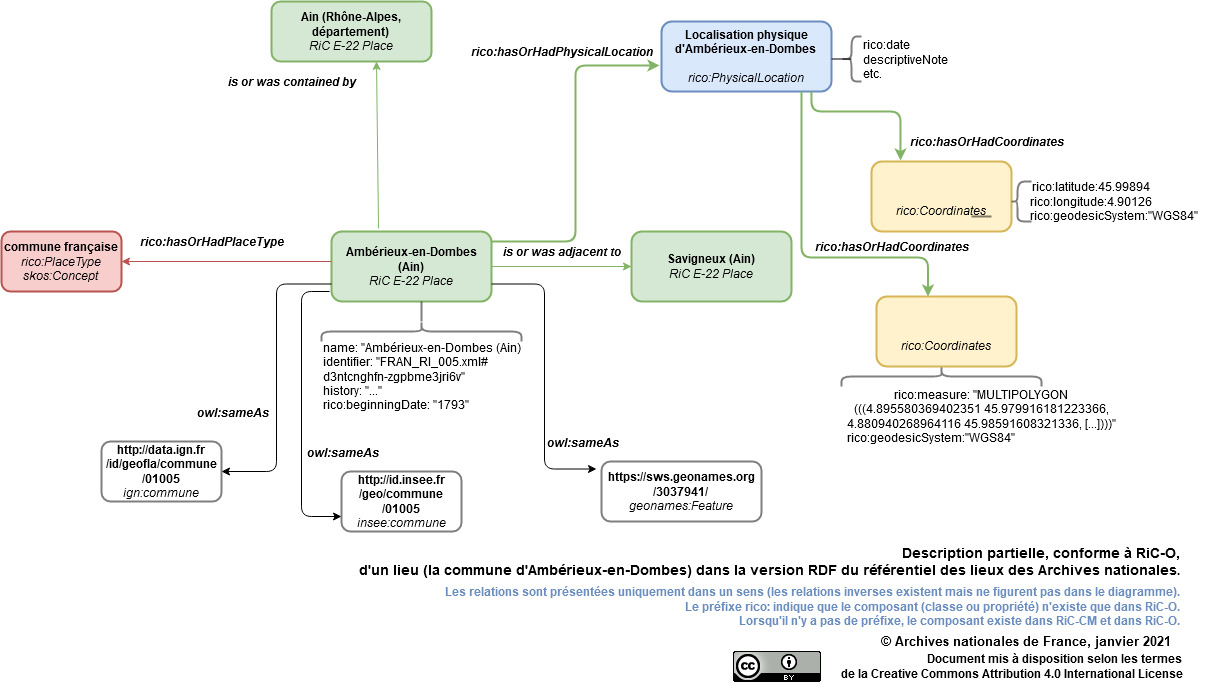 Ain (Rhône-Alpes,
département)
RiC E-22 Place
is or was contained by
rico:hasOrHadPhysicalLocation
Localisation physique
d'Ambérieux-en-Dombes
rico:PhysicalLocation
rico:date
descriptiveNote
etc.
rico:hasOrHadCoordinates
rico:Coordinates
rico:latitude:45.99894
rico:longitude:4.90126
rico:geodesicSystem:"WGS84"
commune française
rico:PlaceType
skos:Concept
rico:hasOrHadPlaceType
Ambérieux-en-Dombes
(Ain)
RiC E-22 Place
is or was adjacent to
Savigneux (Ain)
RiC E-22 Place
rico:hasOrHadCoordinates
rico:Coordinates
name: "Ambérieux-en-Dombes (Ain)
identifier: "FRAN_RI_005.xml#
d3ntcnghfn-zgpbme3jri6v"
history: "..."
rico:beginningDate: "1793"
rico:measure: "MULTIPOLYGON
(((4.895580369402351 45.979916181223366,
4.880940268964116 45.98591608321336, [...])))"
rico:geodesicSystem:"WGS84"
owl:sameAs
http://data.ign.fr
/id/geofla/commune
/01005
ign:commune
owl:sameAs
http://id.insee.fr
/geo/commune
/01005
insee:commune
owl:sameAs
https://sws.geonames.org
/3037941/
geonames:Feature
Description partielle, conforme à RiC-O,
d'un lieu (la commune d'Ambérieux-en-Dombes) dans la version RDF du référentiel des lieux des Archives nationales.
Les relations sont présentées uniquement dans un sens (les relations inverses existent mais ne figurent pas dans le diagramme).
Le préfixe rico: indique que le composant (classe ou propriété) n'existe que dans RiC-O.
Lorsqu'il n'y a pas de préfixe, le composant existe dans RiC-CM et dans RiC-O.
© Archives nationales de France, janvier 2021
cc BY
Document mis à disposition selon les termes
de la Creative Commons Attribution 4.0 International License